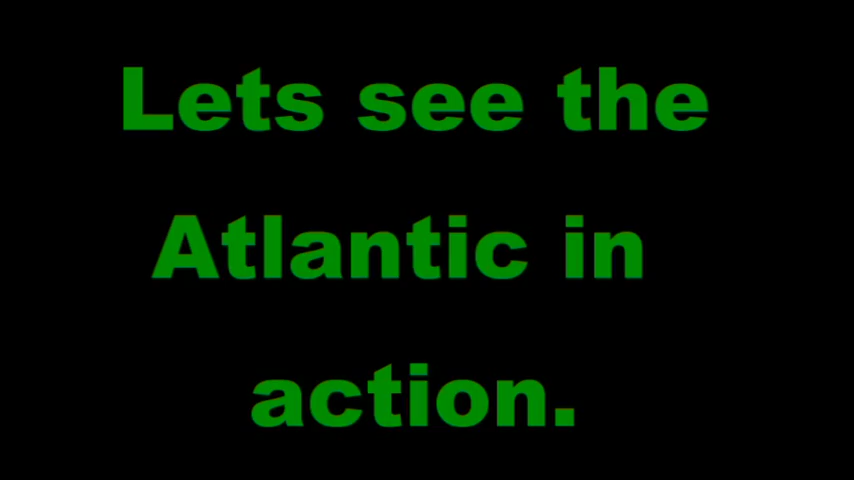 Lets see the
Atlantic in
action.